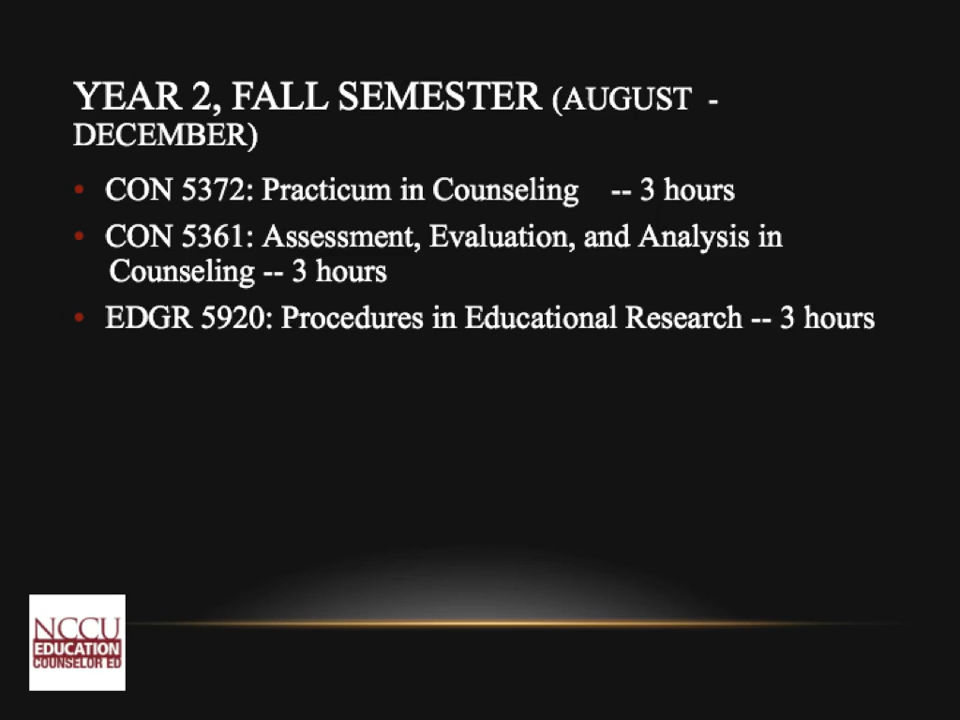 YEAR 2, FALL SEMESTER (AUGUST -
DECEMBER)
• CON 5372: Practicum in Counseling -- 3 hours
• CON 5361: Assessment, Evaluation, and Analysis in
Counseling -- 3 hours
• EDGR 5920: Procedures in Educational Research -- 3 hours
NCCU
EDUCATION
COUNSELOR ED